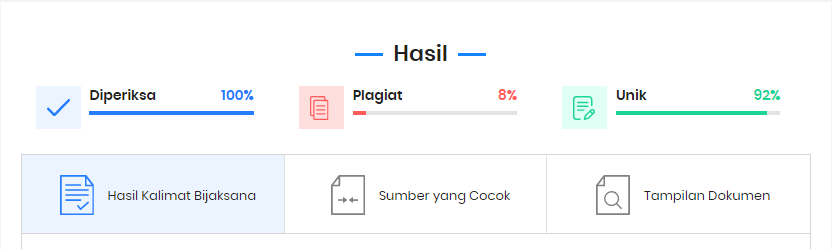 Hasil
Diperiksa 100%
Plagiat 8%
Unik 92%
Hasil Kalimat Bijaksana
Sumber yang Cocok
Tampilan Dokumen